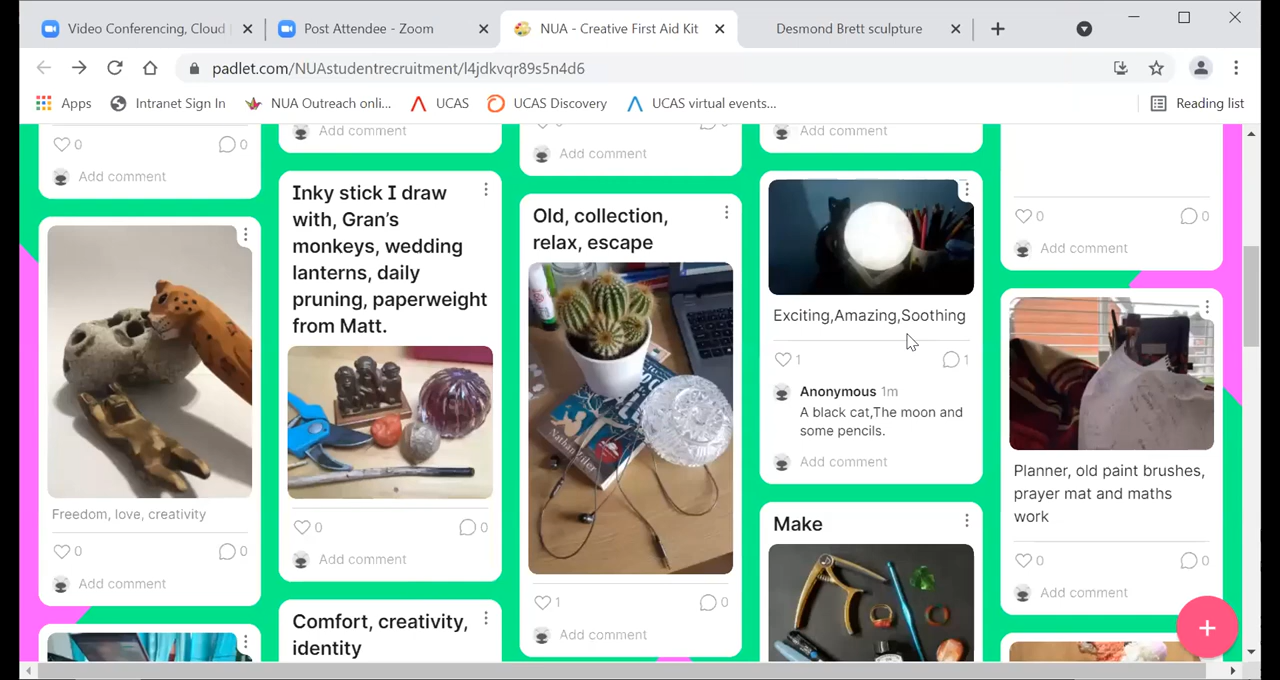 Video Conferencing, Cloud
Post Attendee - Zoom
NUA - Creative First Aid Kit
Desmond Brett sculpture
padlet.com/NUAstudentrecruitment/l4jdkvqr89s5n4d6
Apps
Intranet Sign In
NUA Outreach onli...
UCAS
UCAS Discovery
UCAS virtual events...
Reading list
0
0
Add comment
Freedom, love, creativity
0
0
Add comment
Add comment
Inky stick I draw
with, Gran's
monkeys, wedding
lanterns, daily
pruning, paperweight
from Matt.
0
0
Add comment
Comfort, creativity,
identity
Add comment
Old, collection,
relax, escape
1
0
Add comment
Add comment
Exciting,Amazing,Soothing
1
1
Anonymous 1m
A black cat,The moon and
some pencils.
Add comment
Make
0
0
Add comment
Planner, old paint brushes,
prayer mat and maths
work
0
0
Add comment